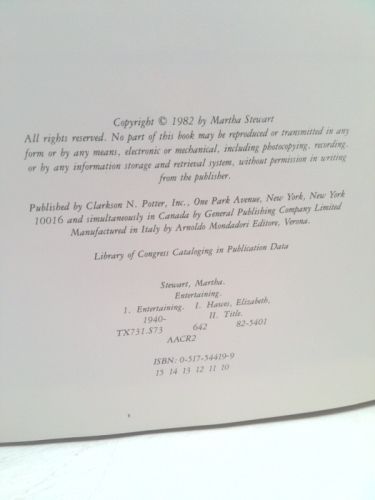 Copyright © 1982 by Martha Stewart
All rights reserved. No part of this book may be reproduced or transmitted in any
form or by any means, electronic or mechanical, including photocopying, recording,
or by any information storage and retrieval system, without permission in writing
from the publisher.
Published by Clarkson N. Potter, Inc., One Park Avenue, New York, New York
10016 and simultaneously in Canada by General Publishing Company Limited
Manufactured in Italy by Arnoldo Mondadori Editore, Verona.
Library of Congress Cataloging in Publication Data
Stewart, Martha.
Entertaining.
1. Entertaining. I. Hawes, Elizabeth,
1940- II. Title.
TX731.S73 642 82-5401
AACR2
ISBN: 0-517-54419-9
15 14 13 12 11 10